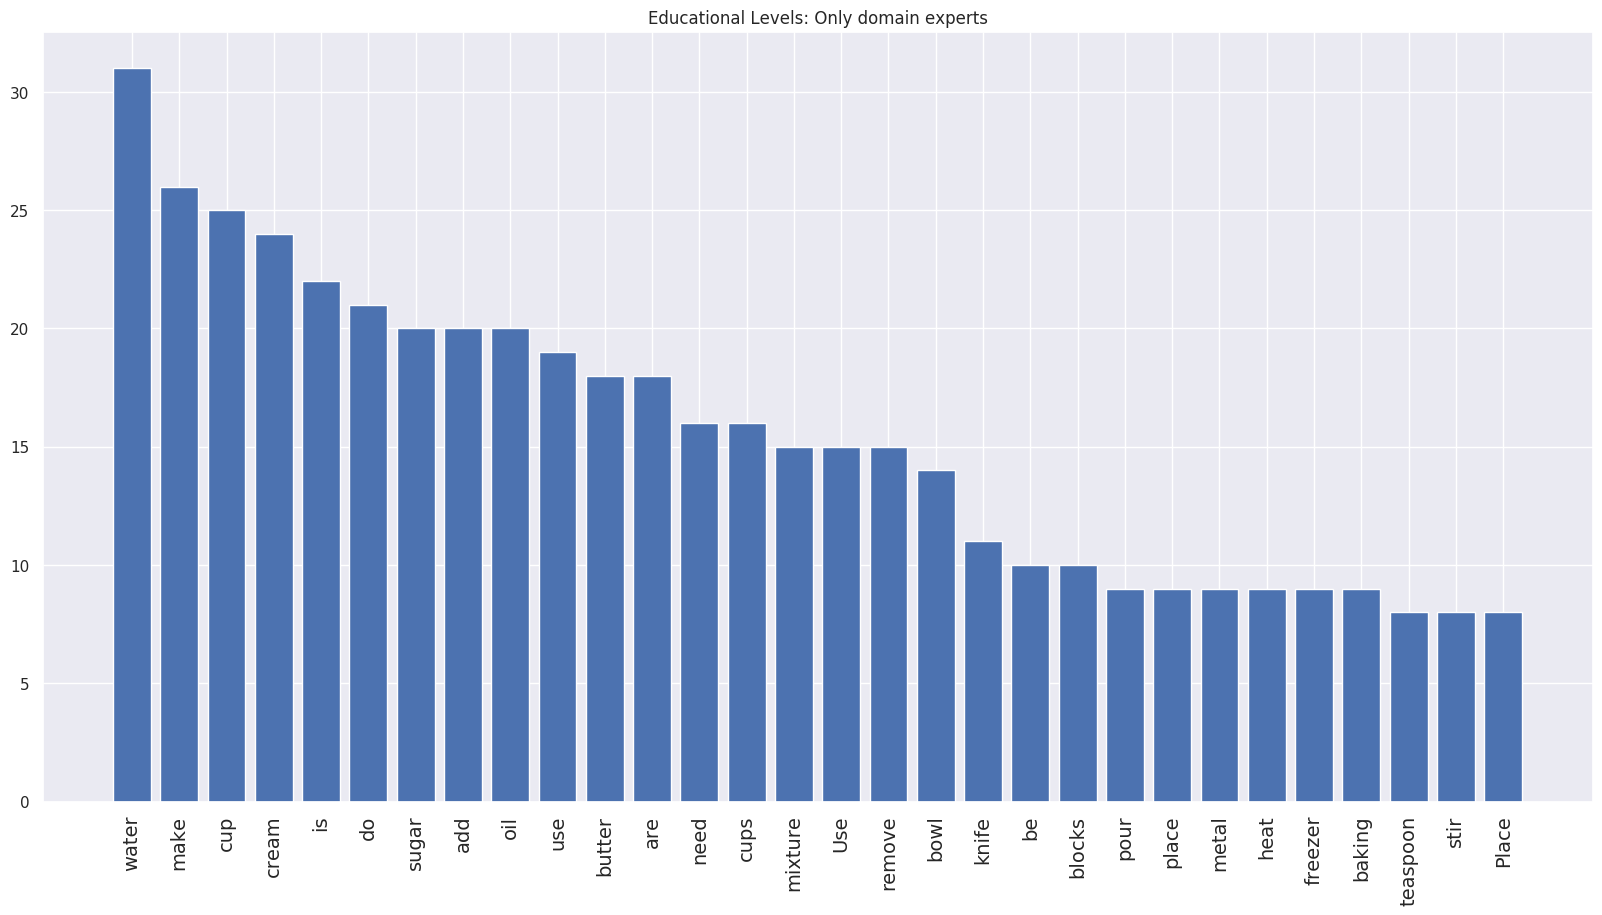 Educational Levels: Only domain experts
30
25
20
15
10
5
0
water
make
cup
cream
is
do
sugar
add
oil
use
butter
are
need
cups
mixture
Use
remove
bowl
knife
be
blocks
pour
place
metal
heat
freezer
baking
teaspoon
stir
Place